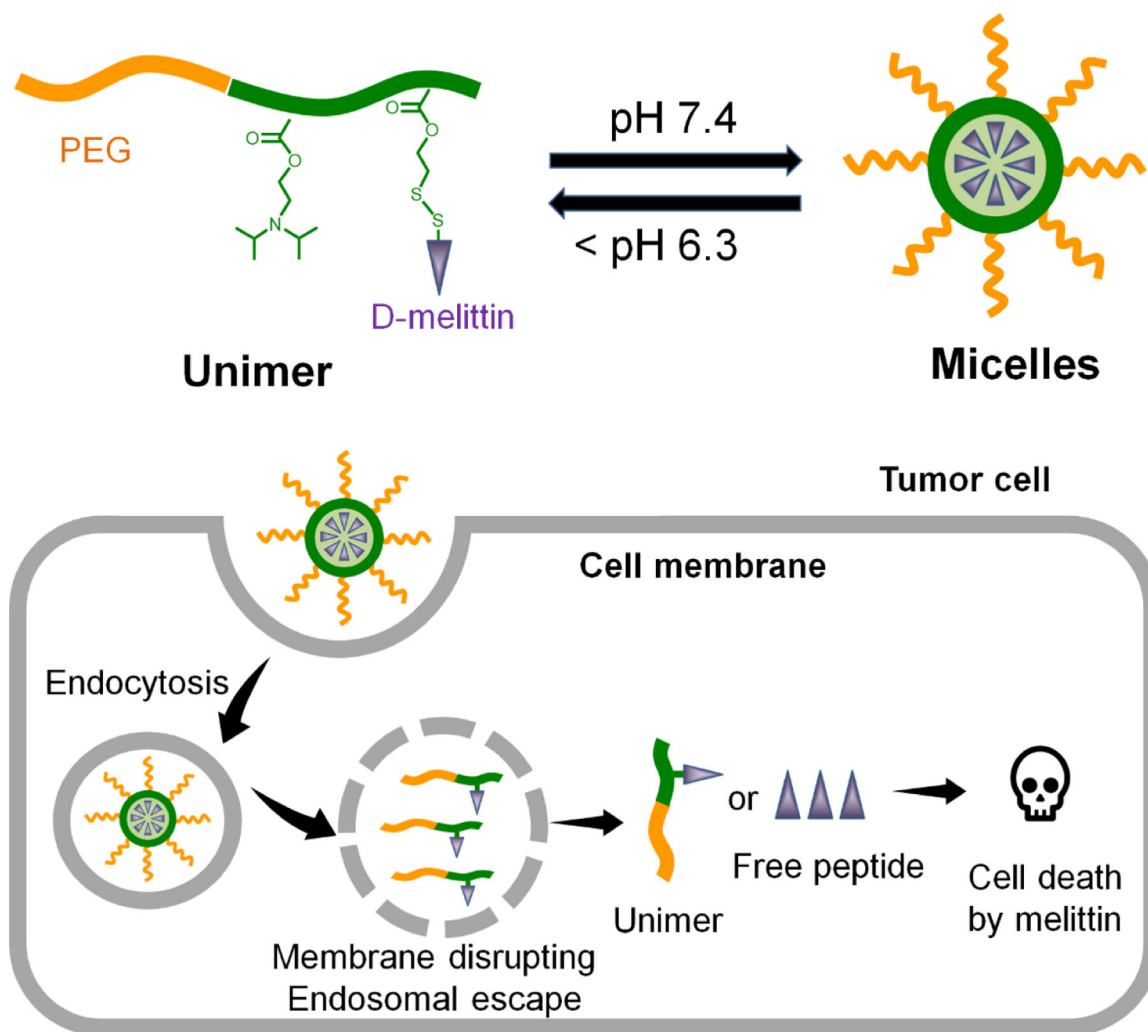 PEG
O
O
N
O
O
S
S
D-melittin
Unimer
pH 7.4
< pH 6.3
Micelles
Tumor cell
Cell membrane
Endocytosis
Membrane disrupting
Endosomal escape
Unimer
or
Free peptide
Cell death
by melittin